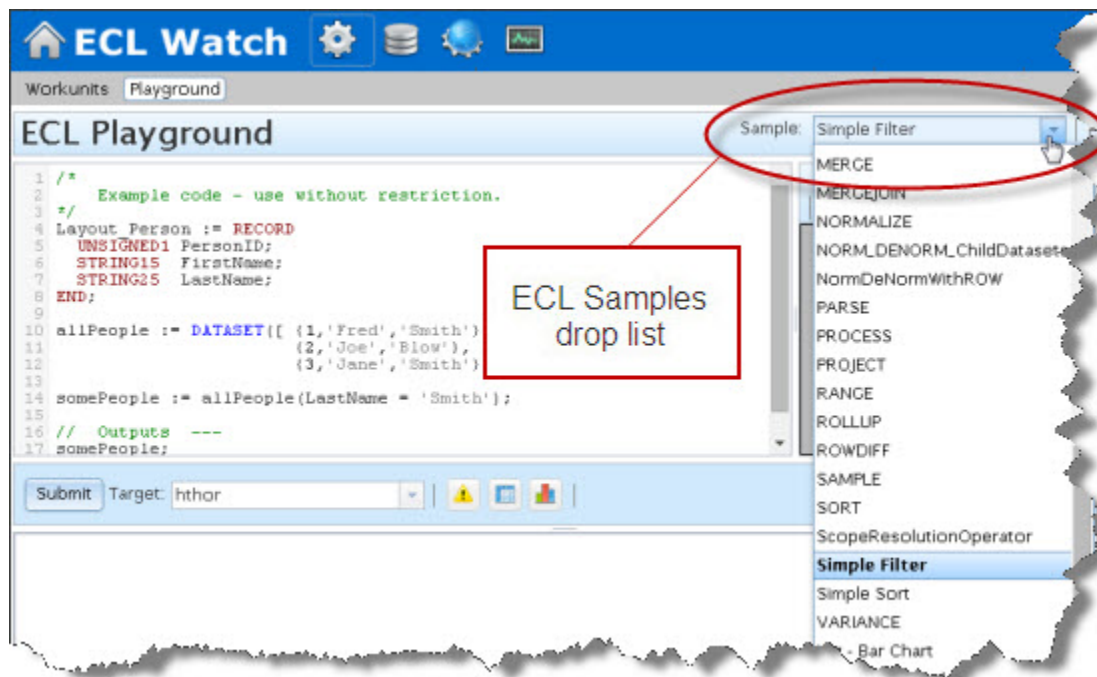 ECL Watch
Workunits Playground
ECL Playground
Sample: Simple Filter
1 /*
2 Example code - use without restriction.
3 */
4 Layout_Person := RECORD
5 UNSIGNED1 PersonID;
6 STRING15 FirstName;
7 STRING25 LastName;
8 END;
9
10 allPeople := DATASET([ {1,'Fred','Smith'}
11 {2,'Joe','Blow'},
12 {3,'Jane','Smith'}
13
14 somePeople := allPeople(LastName = 'Smith');
15
16 // Outputs ---
17 somePeople;
ECL Samples
drop list
MERGE
MERGEJOIN
NORMALIZE
NORM_DENORM_ChildDatasets
NormDeNormWithROW
PARSE
PROCESS
PROJECT
RANGE
ROLLUP
ROWDIFF
SAMPLE
SORT
ScopeResolutionOperator
Simple Filter
Simple Sort
VARIANCE
- Bar Chart
Submit Target: hthor